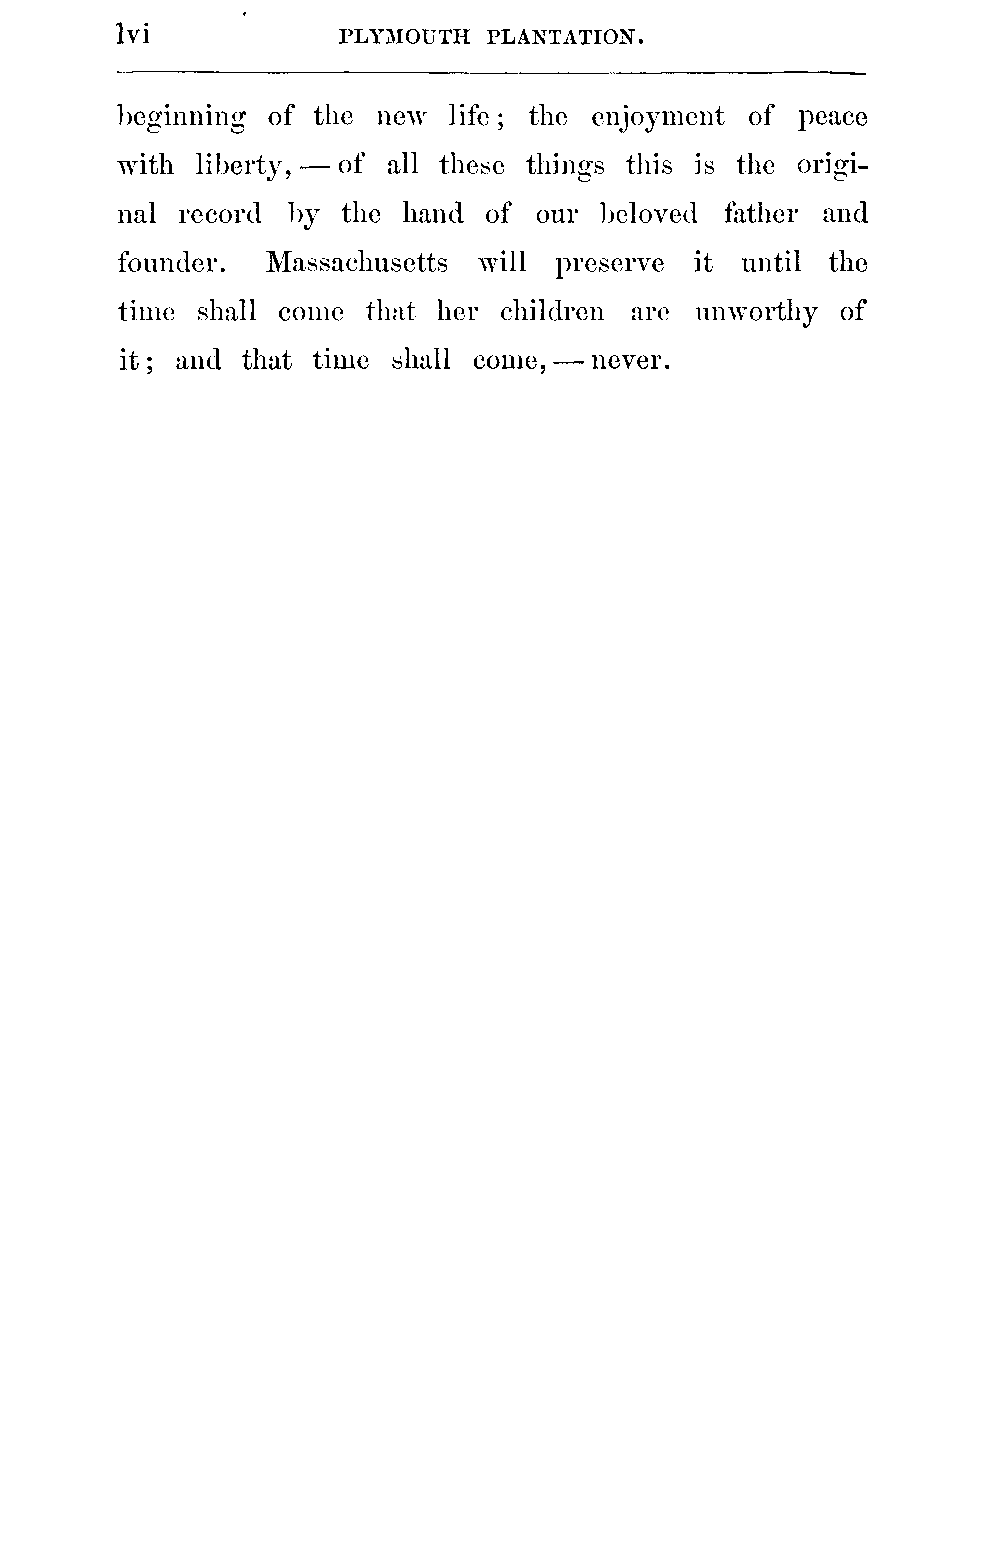 lvi PLYMOUTH PLANTATION.
beginning of the new life; the enjoyment of peace
with liberty, — of all these things this is the origi-
nal record by the hand of our beloved father and
founder. Massachusetts will preserve it until the
time shall come that her children are unworthy of
it; and that time shall come, — never.